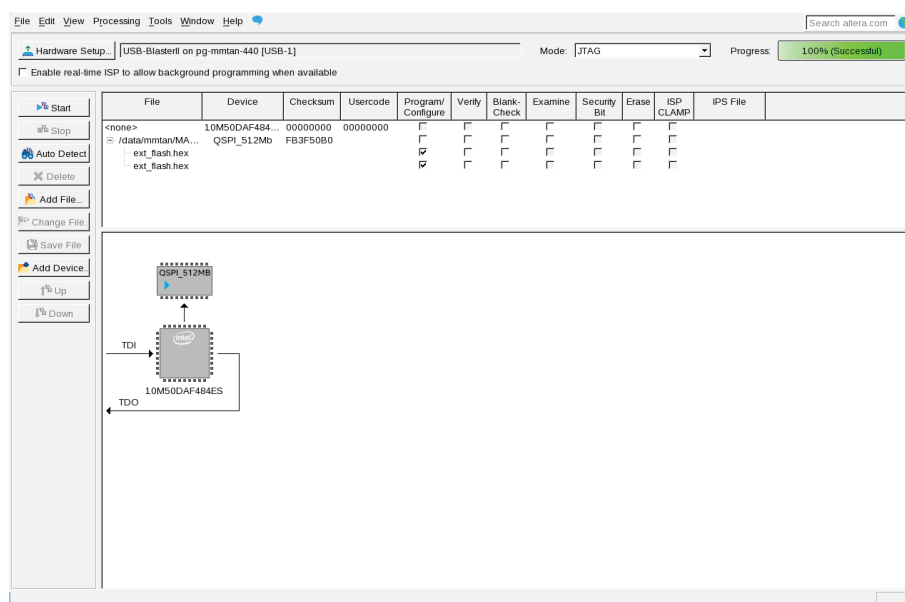 File Edit View Processing Tools Window Help Search altera.com
Hardware Setup... USB-BlasterII on pg-mmtan-440 [USB-1] Mode: JTAG Progress: 100% (Successful)
Enable real-time ISP to allow background programming when available
Start
Stop
Auto Detect
Delete
Add File...
Change File.
Save File
Add Device.
Up
Down
File Device Checksum Usercode Program/ Configure Verify Blank- Check Examine Security Bit Erase ISP CLAMP IPS File
<none> 10M50DAF484... 00000000 00000000
/data/mmtan/MA... QSPI_512Mb FB3F50B0
ext_flash.hex
ext_flash.hex
QSPI_512MB
TDI
intel
10M50DAF484ES
TDO